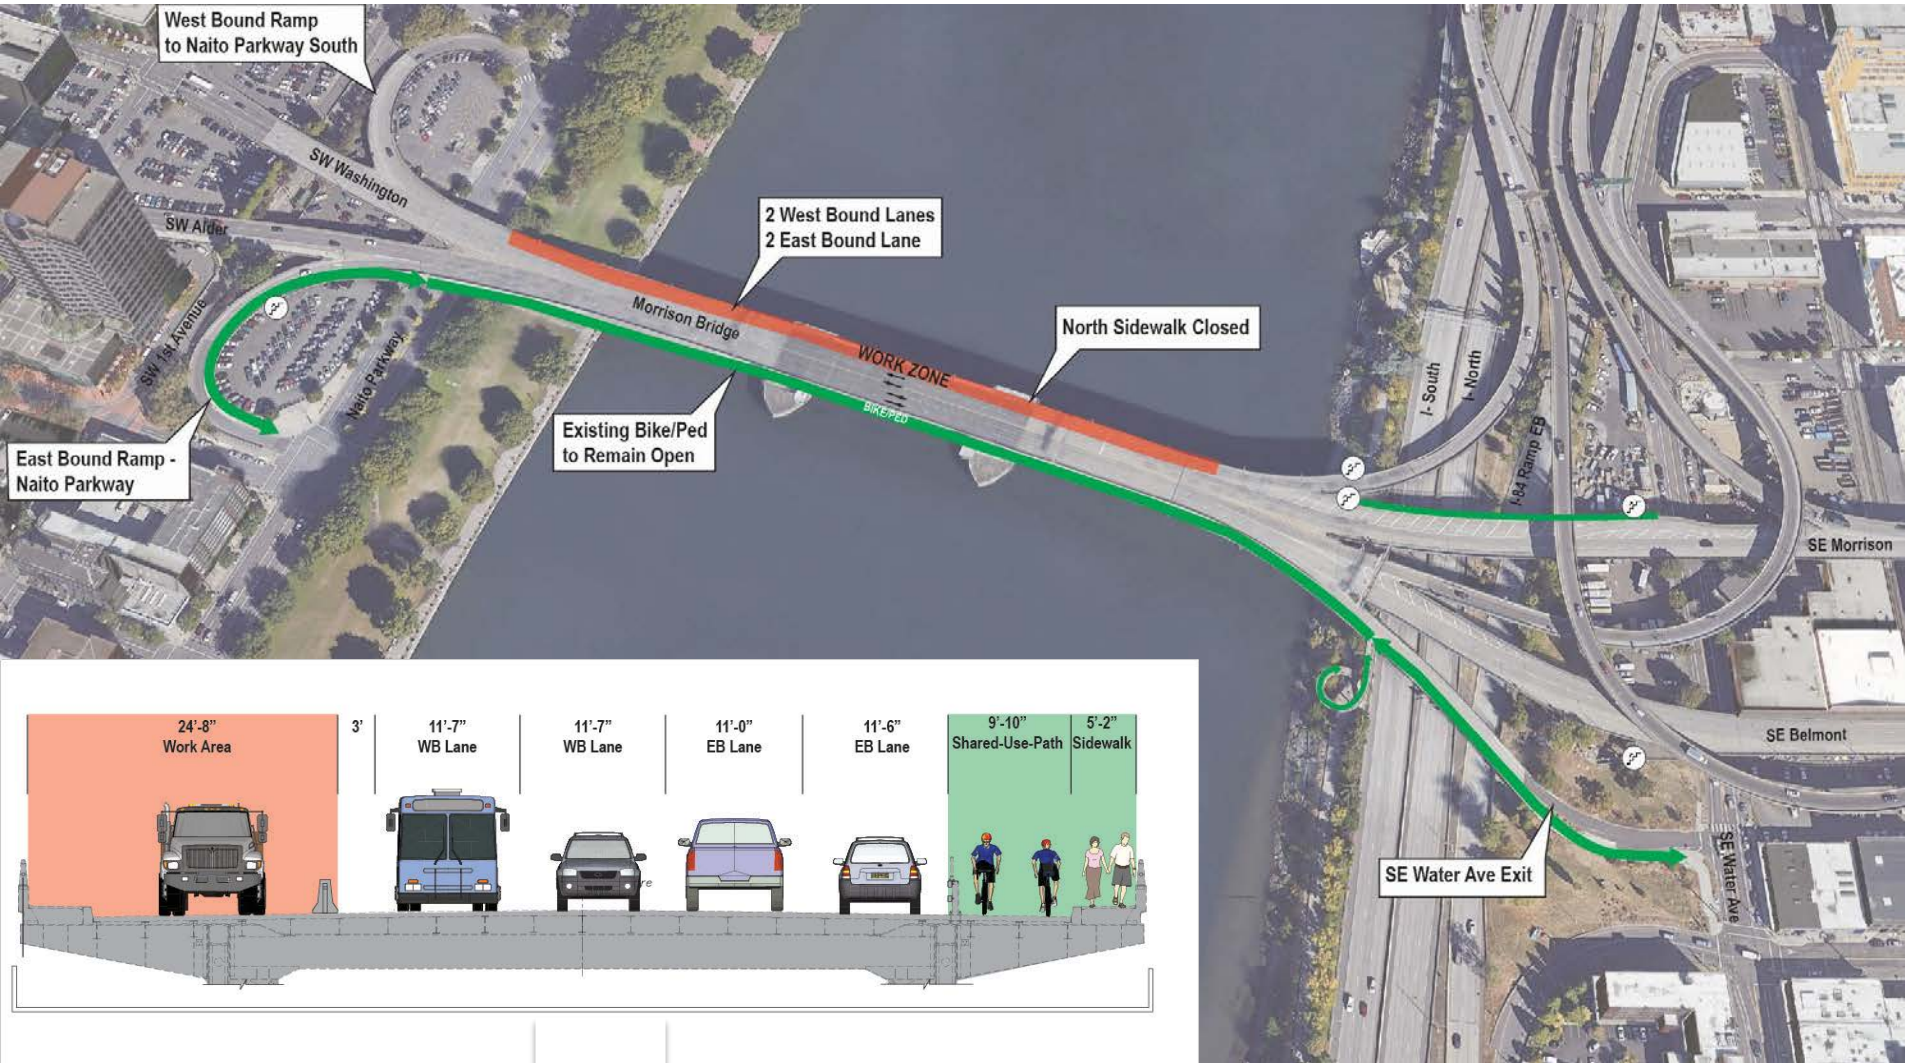 West Bound Ramp
to Naito Parkway South
SW Washington
SW Alder
2 West Bound Lanes
2 East Bound Lane
Morrison Bridge
North Sidewalk Closed
WORK ZONE
BIKE/PED
SW 1st Avenue
Naito Parkway
Existing Bike/Ped
to Remain Open
East Bound Ramp -
Naito Parkway
I- South
I- North
I-84 Ramp EB
SE Morrison
SE Belmont
SE Water Ave Exit
SE Water Ave
24'-8"
Work Area
3'
11'-7"
WB Lane
11'-7"
WB Lane
11'-0"
EB Lane
11'-6"
EB Lane
9'-10"
Shared-Use-Path
5'-2"
Sidewalk